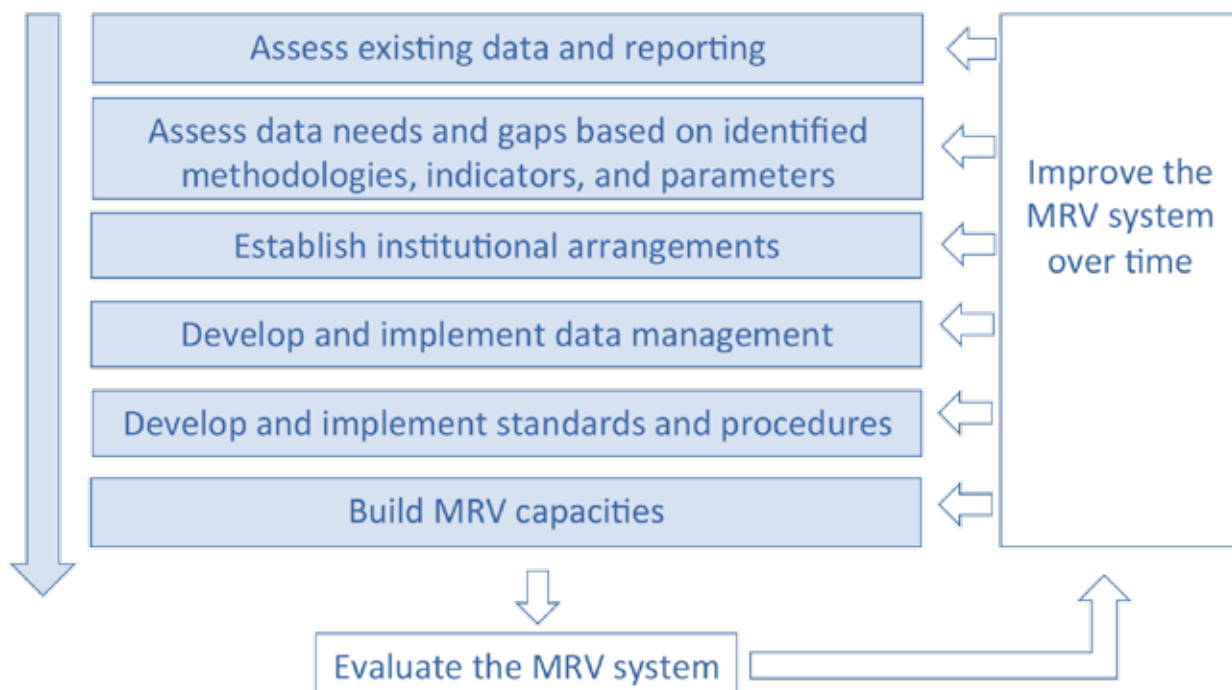 Assess existing data and reporting
Assess data needs and gaps based on identified
methodologies, indicators, and parameters
Establish institutional arrangements
Develop and implement data management
Develop and implement standards and procedures
Build MRV capacities
Improve the
MRV system
over time
Evaluate the MRV system